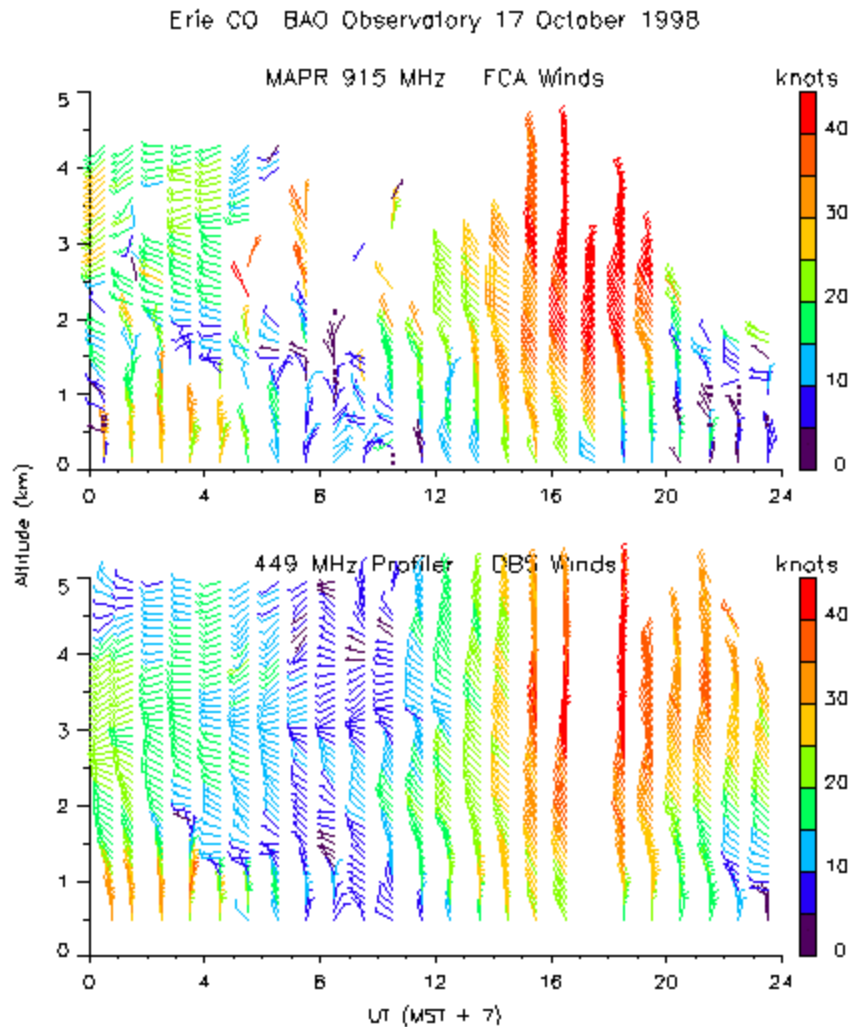 Erie CO BAO Observatory 17 October 1998
MAPR 915 MHz FCA Winds
knots
5
4
3
2
1
0
40
30
20
10
0
0 4 8 12 16 20 24
Altitude (km)
449 MHz Profiler DBS Winds
knots
5
4
3
2
1
0
40
30
20
10
0
0 4 8 12 16 20 24
UT (MST + 7)